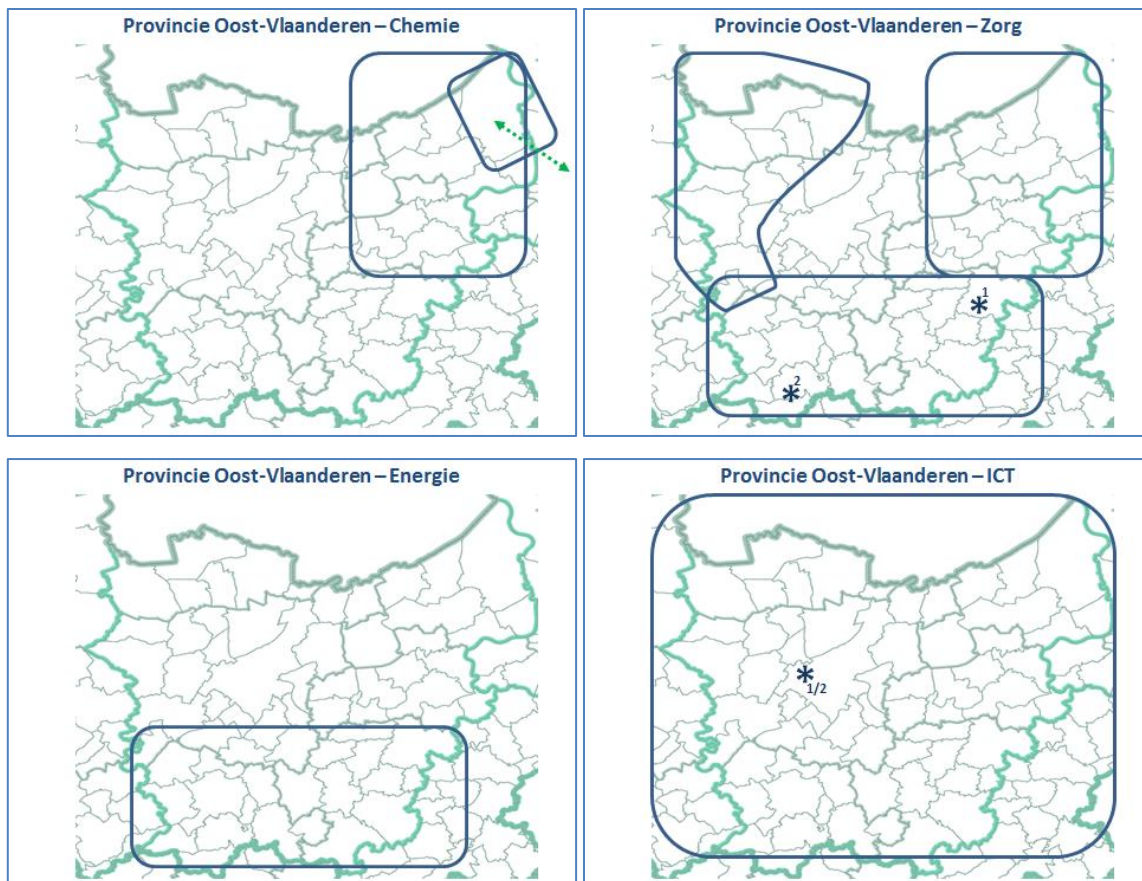 Provincie Oost-Vlaanderen – Chemie
Provincie Oost-Vlaanderen – Zorg
*1
*2
Provincie Oost-Vlaanderen – Energie
Provincie Oost-Vlaanderen – ICT
*1/2